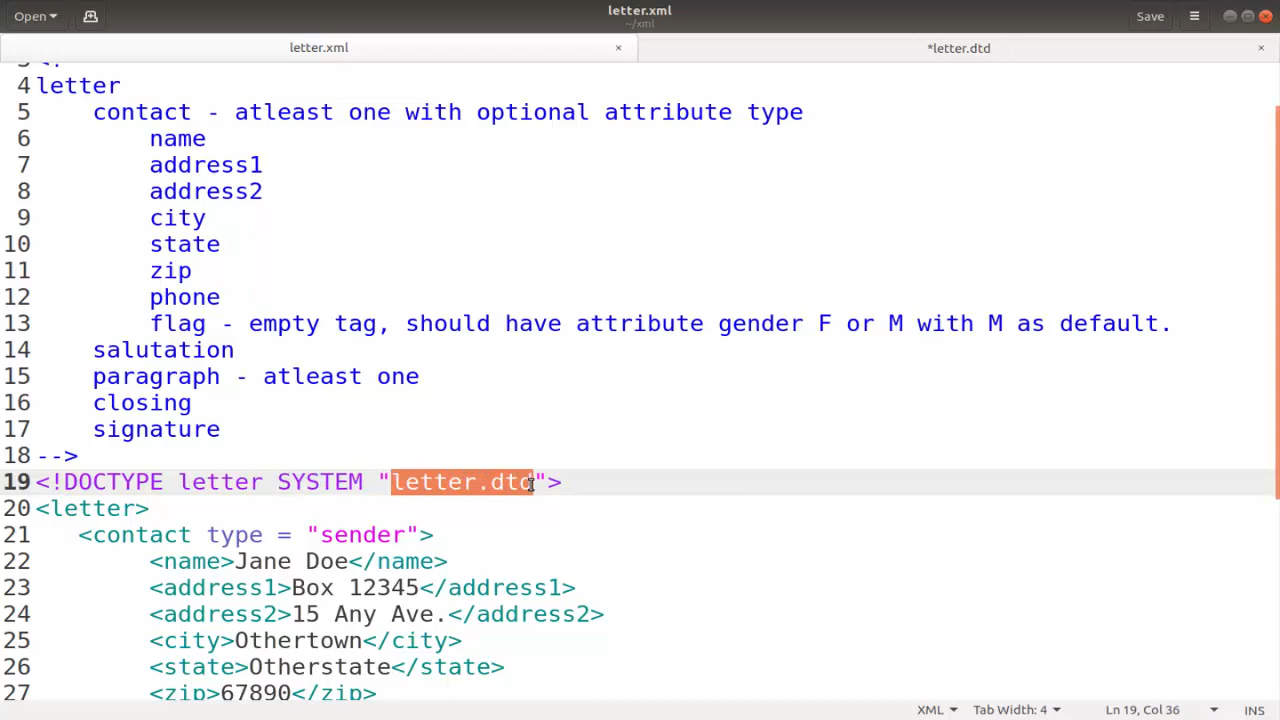 Open
letter.xml
~/xml
Save
letter.xml ×
*letter.dtd ×
4 letter
5 contact - atleast one with optional attribute type
6 name
7 address1
8 address2
9 city
10 state
11 zip
12 phone
13 flag - empty tag, should have attribute gender F or M with M as default.
14 salutation
15 paragraph - atleast one
16 closing
17 signature
18 -->
19 <!DOCTYPE letter SYSTEM "letter.dtd">
20 <letter>
21 <contact type = "sender">
22 <name>Jane Doe</name>
23 <address1>Box 12345</address1>
24 <address2>15 Any Ave.</address2>
25 <city>Othertown</city>
26 <state>Otherstate</state>
27 <zip>67890</zip>
XML Tab Width: 4 Ln 19, Col 36 INS